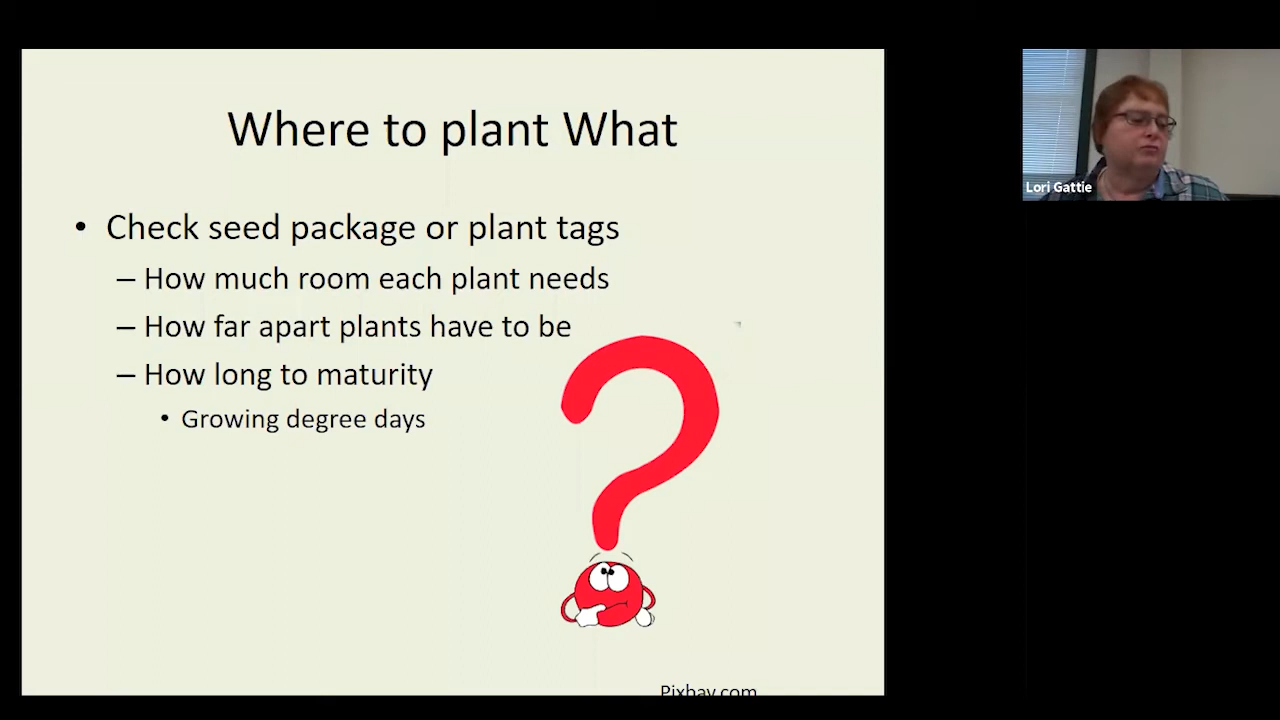 Where to plant What
• Check seed package or plant tags
– How much room each plant needs
– How far apart plants have to be
– How long to maturity
• Growing degree days
Pixbay.com
Lori Gattie